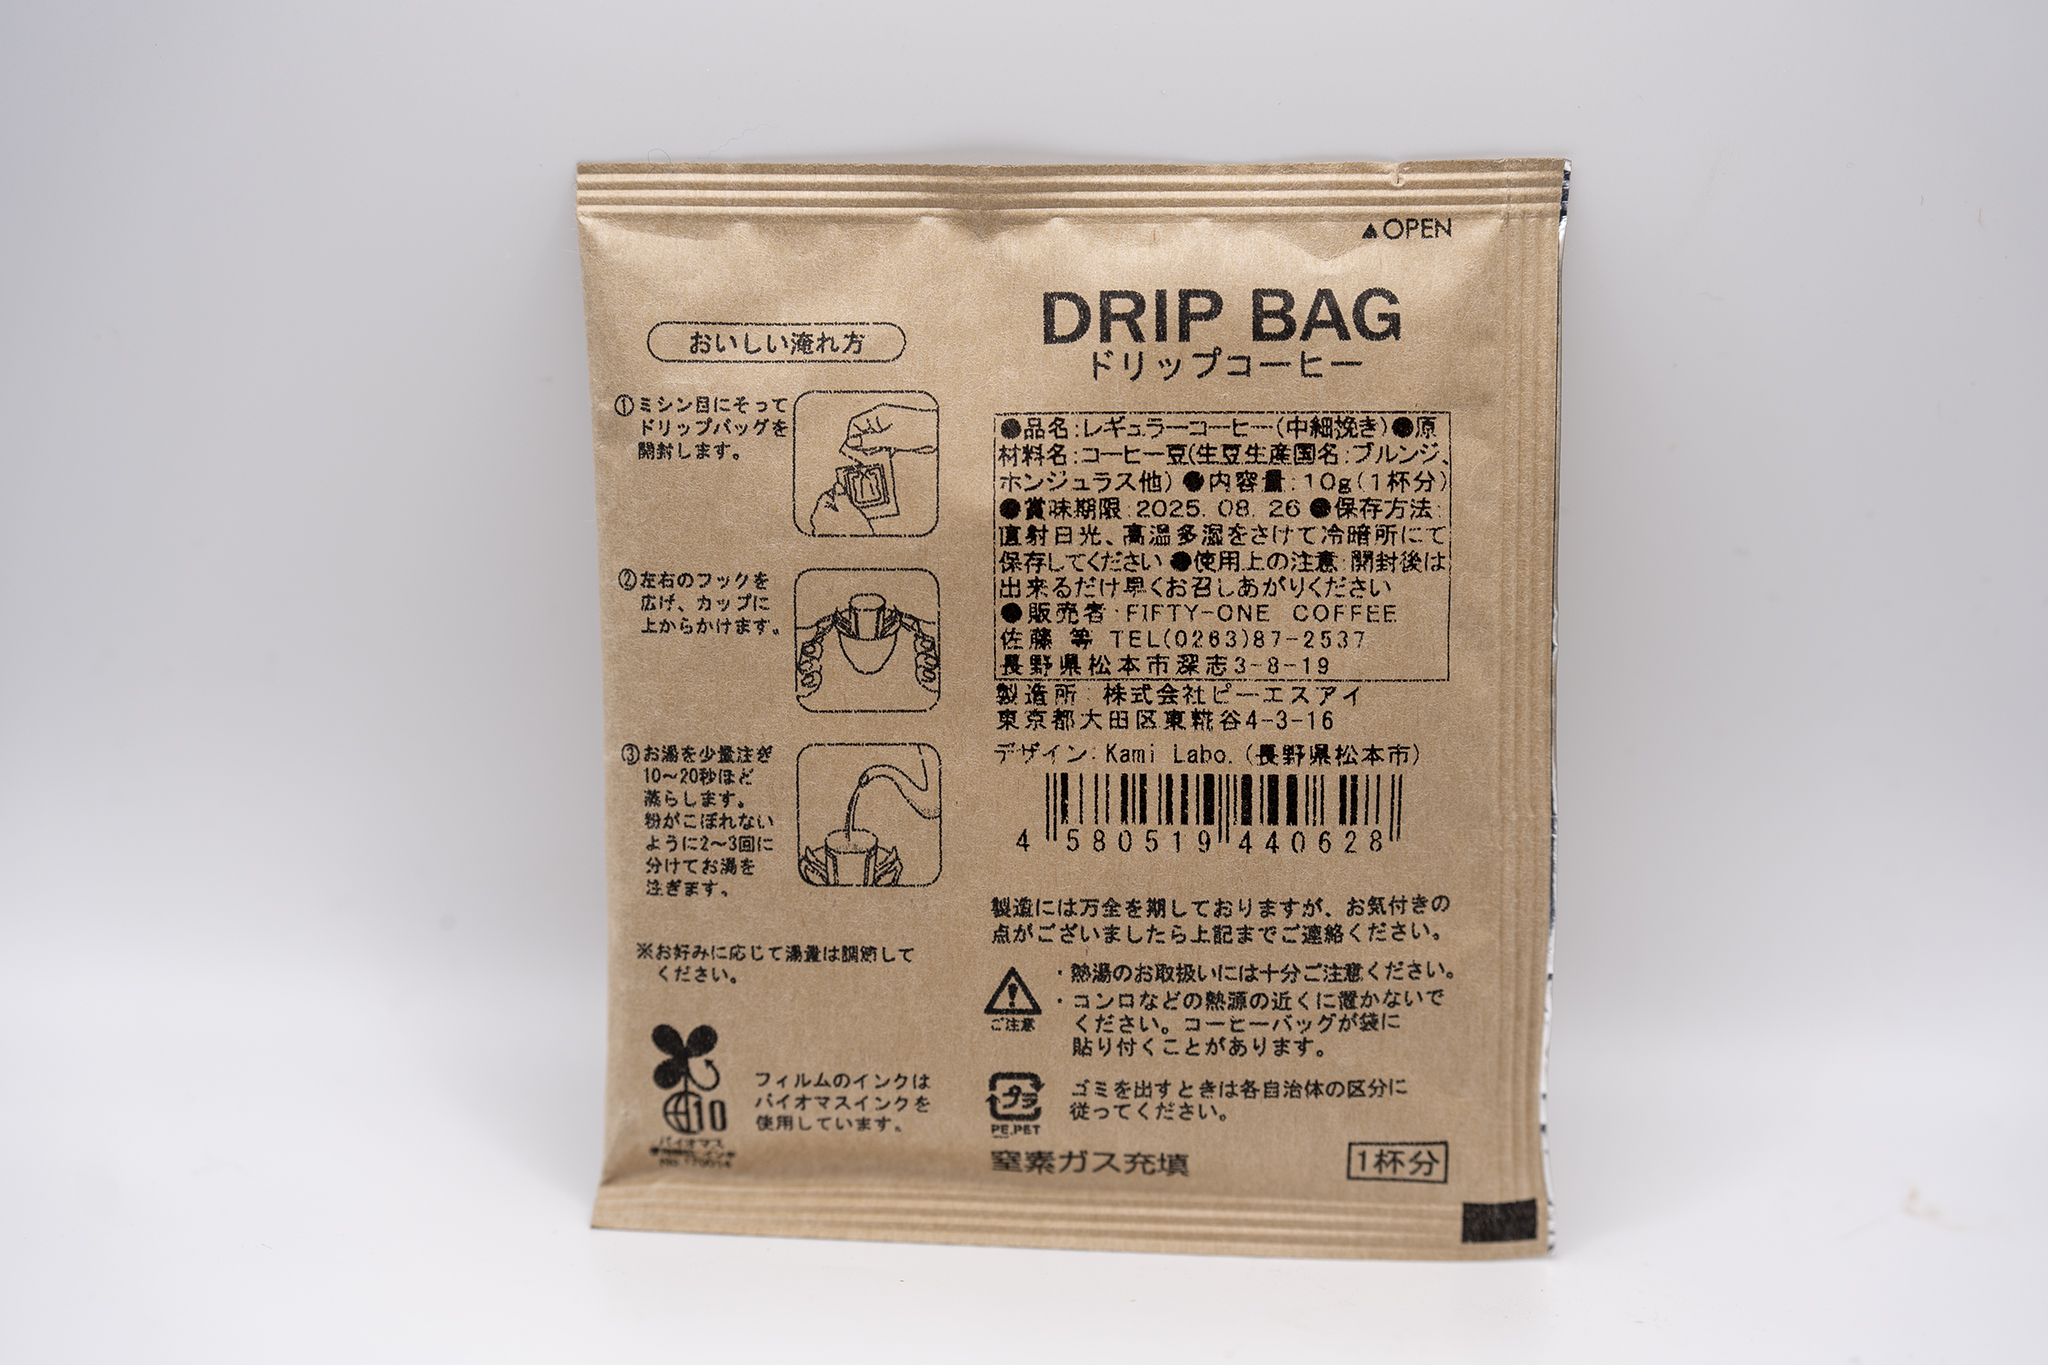 ▲OPEN
DRIP BAG
ドリップコーヒー
おいしい淹れ方
①ミシン目にそって
ドリップバッグを
開封します。
②左右のフックを
広げ、カップに
上からかけます。
③お湯を少量注ぎ
10〜20秒ほど
蒸らします。
粉がこぼれない
ように2〜3回に
分けてお湯を
注ぎます。
※お好みに応じて湯量は調節して
ください。
10
バイオマス
フィルムのインクは
バイオマスインクを
使用しています。
●品名:レギュラーコーヒー(中細挽き)●原
材料名:コーヒー豆(生豆生産国名:ブルンジ、
ホンジュラス他)●内容量:10g(1杯分)
●賞味期限:2025.08.26●保存方法:
直射日光、高温多湿をさけて冷暗所にて
保存してください●使用上の注意:開封後は
出来るだけ早くお召しあがりください
●販売者:FIFTY-ONE COFFEE
佐藤 等 TEL(0263)87-2537
長野県松本市深志3-8-19
製造所:株式会社ピーエスアイ
東京都大田区東糀谷4-3-16
デザイン:Kami Labo.(長野県松本市)
4 580519 440628
製造には万全を期しておりますが、お気付きの
点がございましたら上記までご連絡ください。
ご注意
・熱湯のお取扱いには十分ご注意ください。
・コンロなどの熱源の近くに置かないで
ください。コーヒーバッグが袋に
貼り付くことがあります。
プラ
PE,PET
ゴミを出すときは各自治体の区分に
従ってください。
窒素ガス充填
1杯分